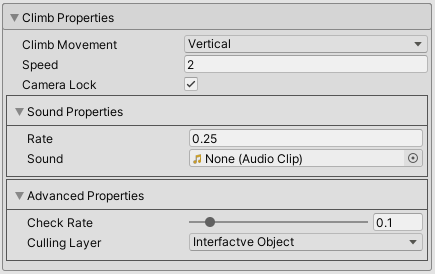 Climb Properties
Climb Movement Vertical
Speed 2
Camera Lock
Sound Properties
Rate 0.25
Sound None (Audio Clip)
Advanced Properties
Check Rate 0.1
Culling Layer Interfactve Object